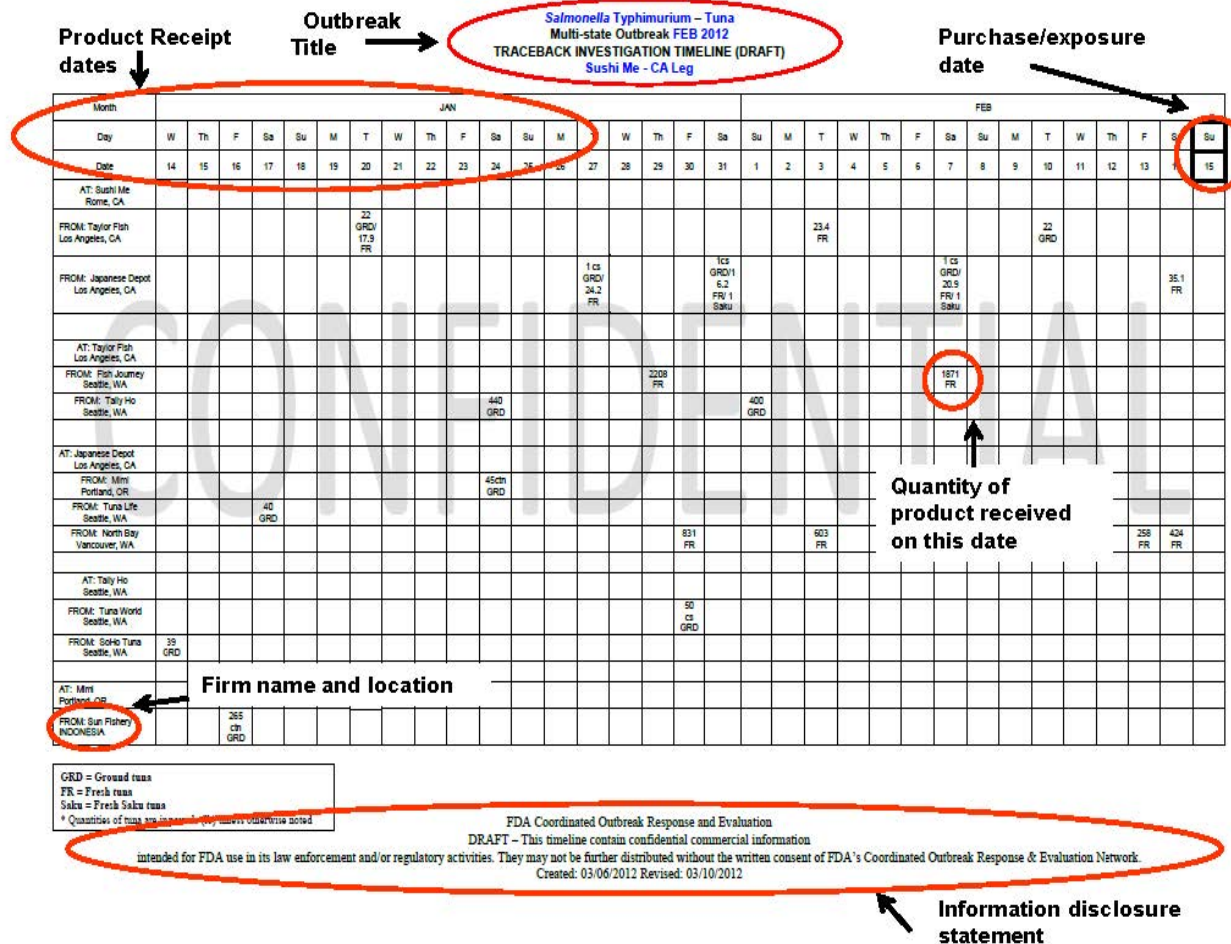 Product Receipt
dates
Outbreak
Title
Salmonella Typhimurium – Tuna
Multi-state Outbreak FEB 2012
TRACEBACK INVESTIGATION TIMELINE (DRAFT)
Sushi Me - CA Leg
Purchase/exposure
date
Month JAN FEB
Day W Th F Sa Su M T W Th F Sa Su M W Th F Sa Su M T W Th F Sa Su M T W Th F Su
Date 14 15 16 17 18 19 20 21 22 23 24 25 26 27 28 29 30 31 1 2 3 4 5 6 7 8 9 10 11 12 13 15
AT: Sushi Me
Rome, CA
FROM: Taylor Fish
Los Angeles, CA
22
GRD/
17.9
FR
23.4
FR
22
GRD
FROM: Japanese Depot
Los Angeles, CA
1 cs
GRD/
24.2
FR
1cs
GRD/1
6.2
FR/ 1
Saku
1 cs
GRD/
20.9
FR/ 1
Saku
35.1
FR
CONFIDENTIAL
AT: Taylor Fish
Los Angeles, CA
FROM: Fish Journey
Seattle, WA
2208
FR
1871
FR
FROM: Tally Ho
Seattle, WA
440
GRD
400
GRD
AT: Japanese Depot
Los Angeles, CA
FROM: Mimi
Portland, OR
45ctn
GRD
FROM: Tuna Life
Seattle, WA
40
GRD
FROM: North Bay
Vancouver, WA
831
FR
603
FR
258
FR
424
FR
Quantity of
product received
on this date
AT: Tally Ho
Seattle, WA
FROM: Tuna World
Seattle, WA
50
cs
GRD
FROM: SoHo Tuna
Seattle, WA
39
GRD
Firm name and location
AT: Mimi
Portland, OR
FROM: Sun Fishery
INDONESIA
265
ctn
GRD
GRD = Ground tuna
FR = Fresh tuna
Saku = Fresh Saku tuna
* Quantities of tuna are in unless otherwise noted
FDA Coordinated Outbreak Response and Evaluation
DRAFT – This timeline contain confidential commercial information
intended for FDA use in its law enforcement and/or regulatory activities. They may not be further distributed without the written consent of FDA's Coordinated Outbreak Response & Evaluation Network.
Created: 03/06/2012 Revised: 03/10/2012
Information disclosure
statement